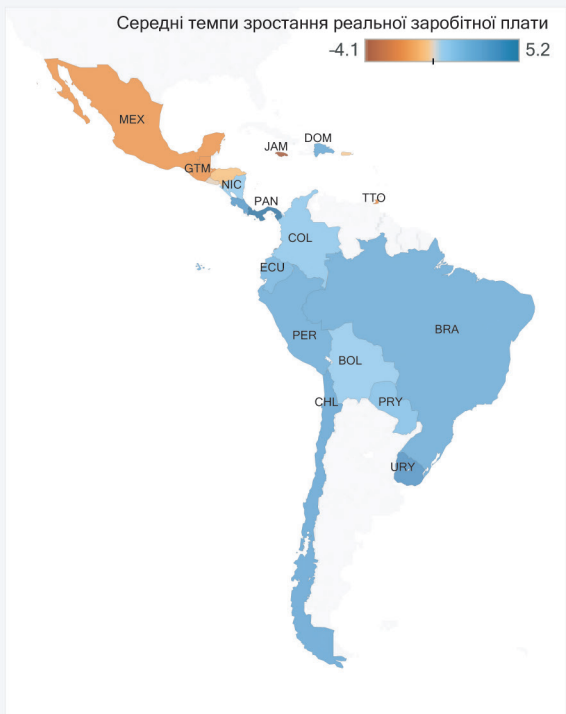 Середні темпи зростання реальної заробітної плати
–4.1 5.2
MEX
JAM
DOM
GTM
NIC
PAN
TTO
COL
ECU
BRA
PER
BOL
CHL
PRY
URY